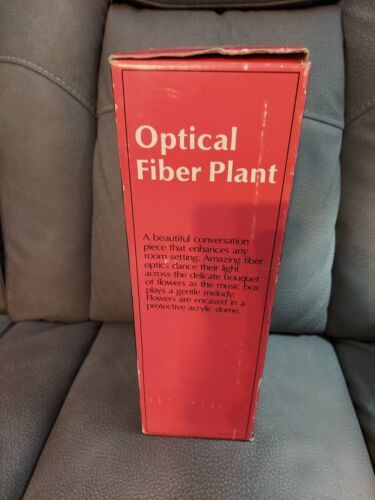 Optical
Fiber Plant
A beautiful conversation
piece that enhances any
room setting. Amazing fiber
optics dance their light
across the delicate bouquet
of flowers as the music box
plays a gentle melody.
Flowers are encased in a
protective acrylic dome.